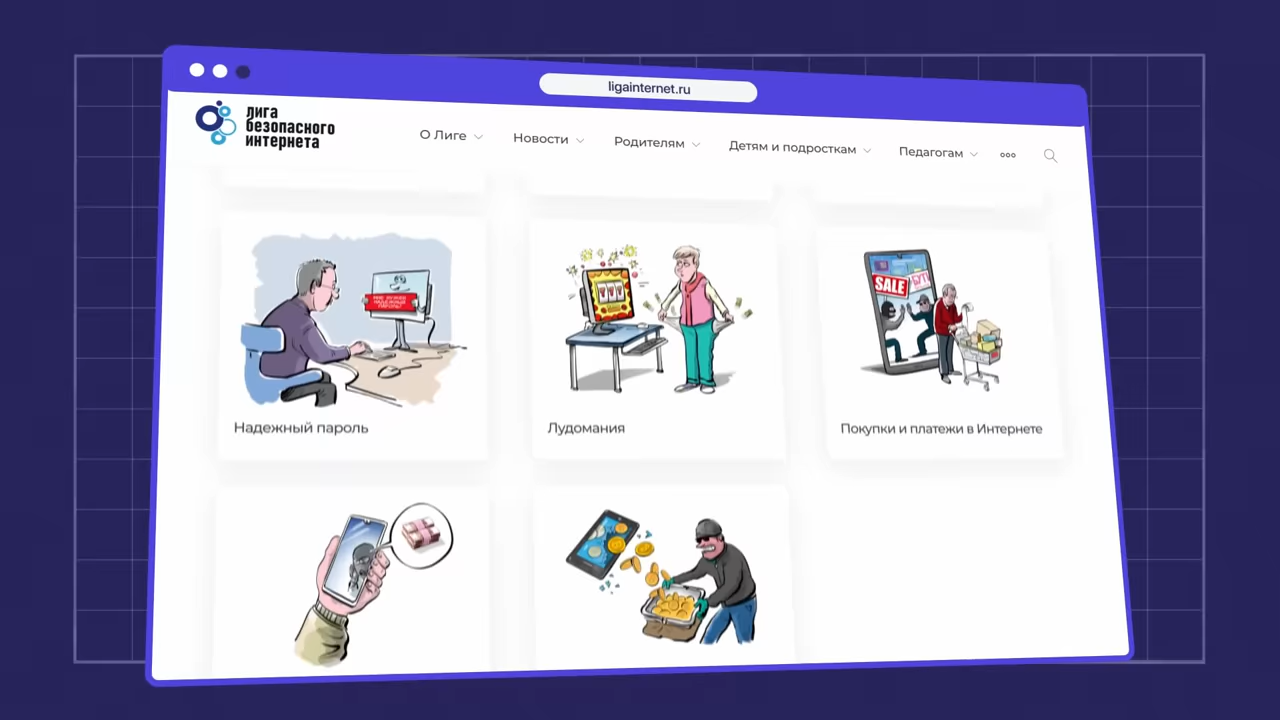 ligainternet.ru
лига
безопасного
интернета
О Лиге
Новости
Родителям
Детям и подросткам
Педагогам
SALE
Надежный пароль
Лудомания
Покупки и платежи в Интернете